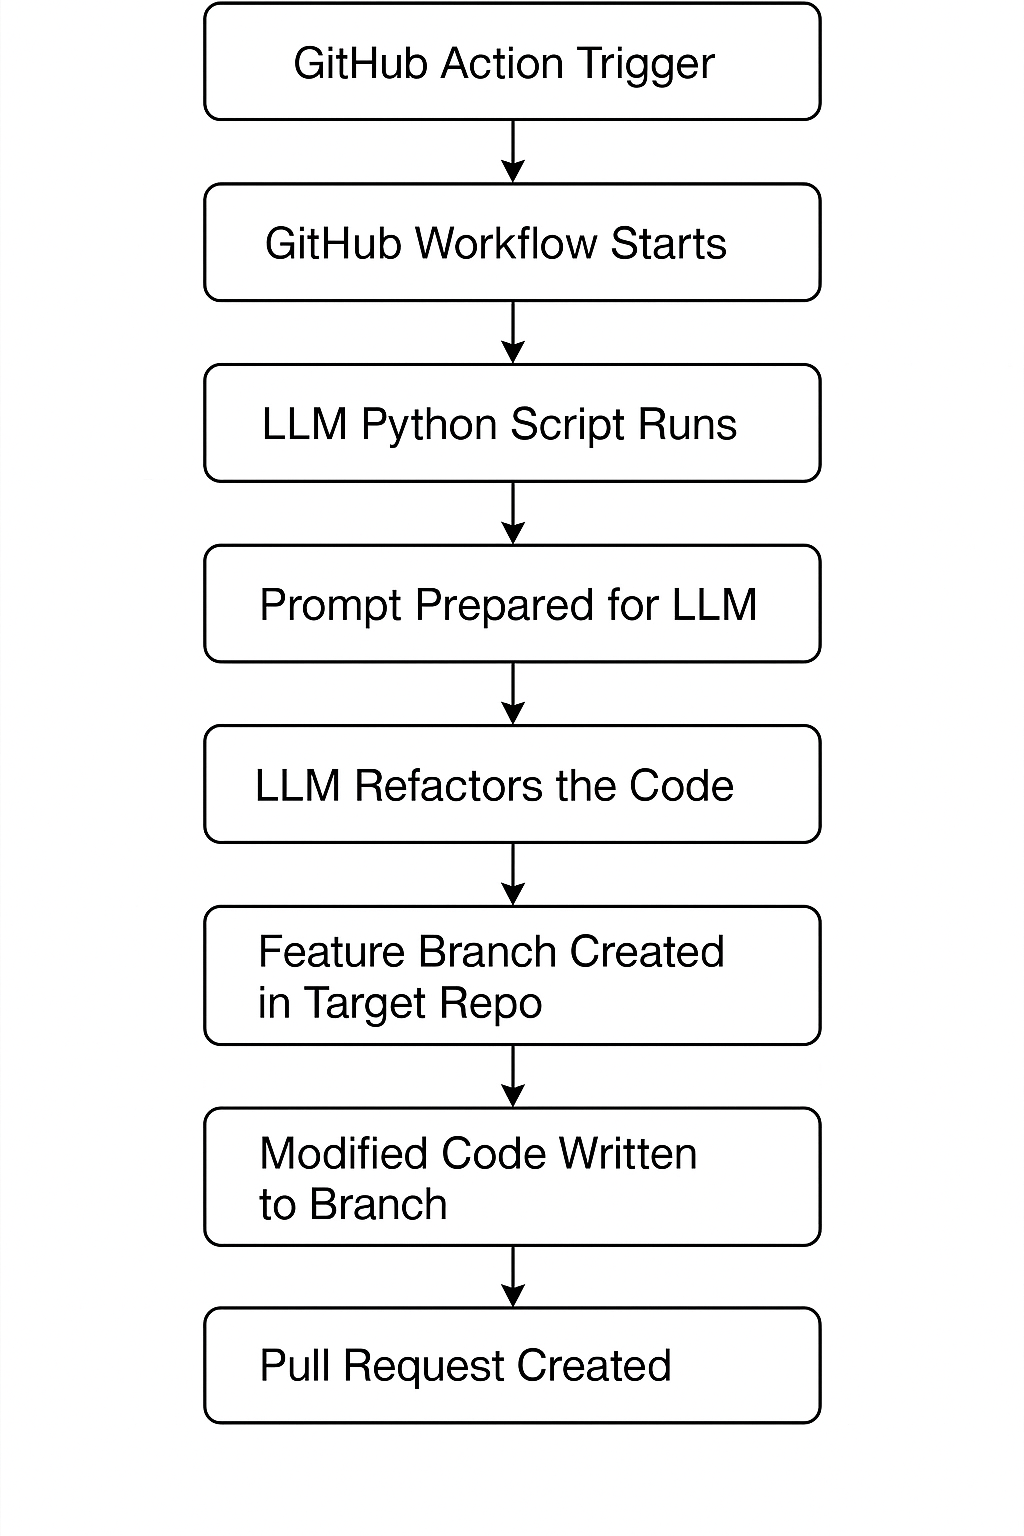 GitHub Action Trigger
GitHub Workflow Starts
LLM Python Script Runs
Prompt Prepared for LLM
LLM Refactors the Code
Feature Branch Created
in Target Repo
Modified Code Written
to Branch
Pull Request Created